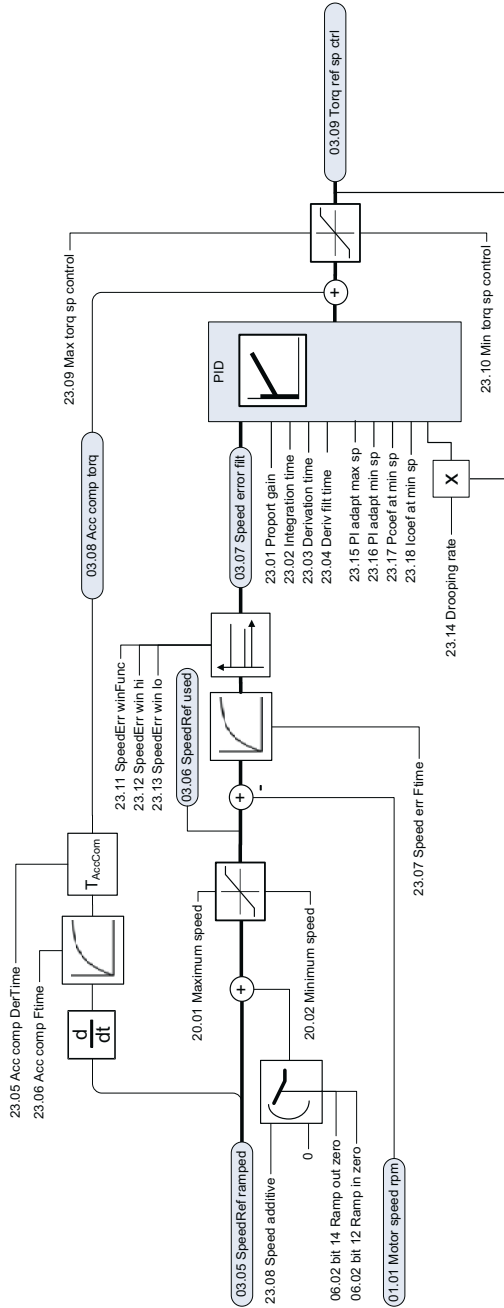 23.05 Acc comp DerTime
23.06 Acc comp Ftime
d
dt
TAccCom
03.08 Acc comp torq
23.09 Max torq sp control
03.05 SpeedRef ramped
23.08 Speed additive
0
06.02 bit 14 Ramp out zero
06.02 bit 12 Ramp in zero
01.01 Motor speed rpm
+
20.01 Maximum speed
20.02 Minimum speed
03.06 SpeedRef used
+
-
23.07 Speed err Ftime
23.11 SpeedErr winFunc
23.12 SpeedErr win hi
23.13 SpeedErr win lo
03.07 Speed error filt
PID
23.01 Proport gain
23.02 Integration time
23.03 Derivation time
23.04 Deriv filt time
23.15 PI adapt max sp
23.16 PI adapt min sp
23.17 Pcoef at min sp
23.18 Icoef at min sp
23.14 Drooping rate
X
+
23.10 Min torq sp control
03.09 Torq ref sp ctrl